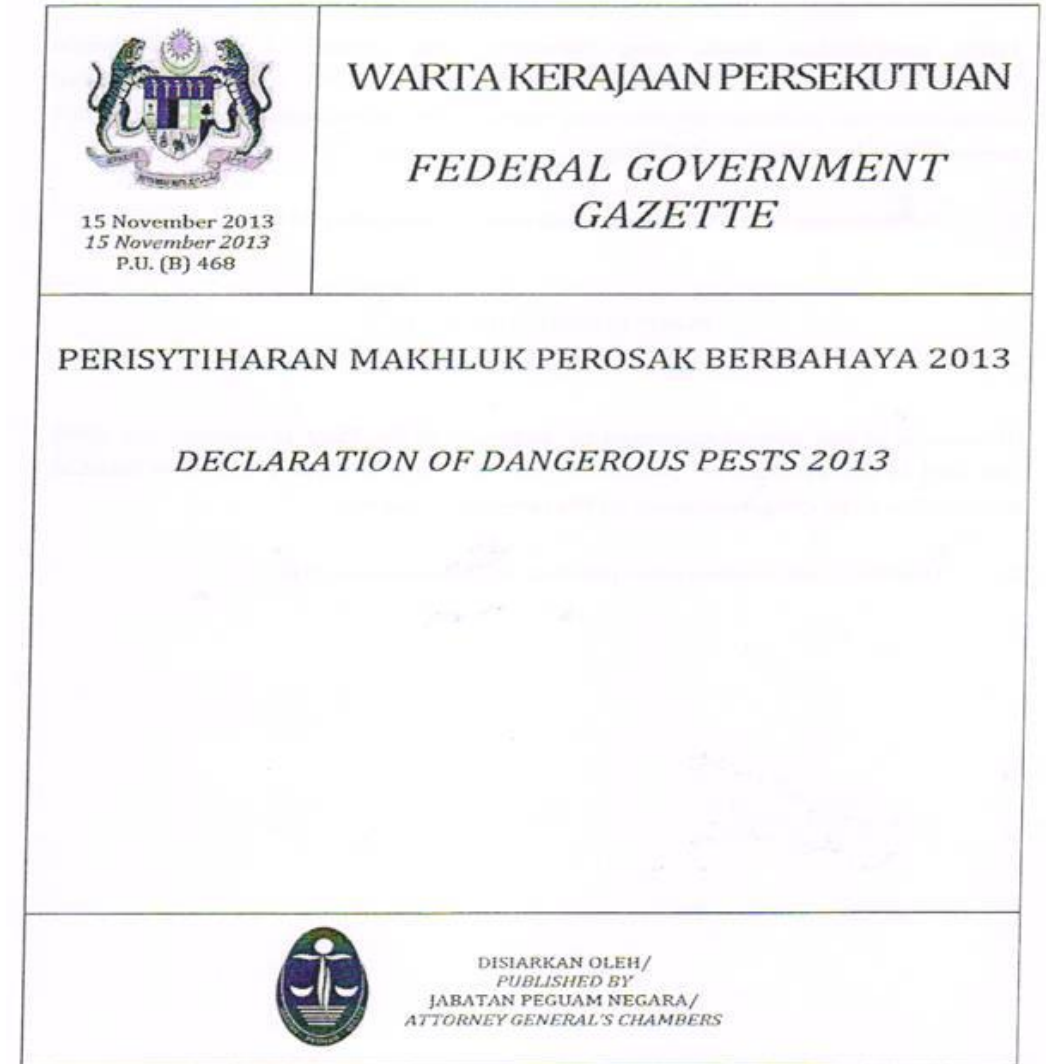 15 November 2013
15 November 2013
P.U. (B) 468
WARTA KERAJAAN PERSEKUTUAN
FEDERAL GOVERNMENT
GAZETTE
PERISYTIHARAN MAKHLUK PEROSAK BERBAHAYA 2013
DECLARATION OF DANGEROUS PESTS 2013
DISIARKAN OLEH/
PUBLISHED BY
JABATAN PEGUAM NEGARA/
ATTORNEY GENERAL'S CHAMBERS